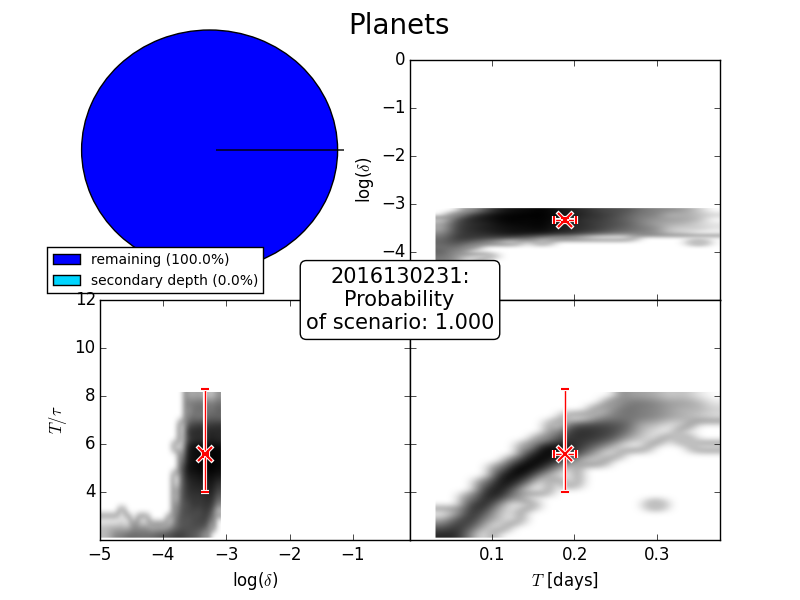 Planets
remaining (100.0%)
secondary depth (0.0%)
0
−1
−2
−3
−4
log(δ)
2016130231:
Probability
of scenario: 1.000
12
10
8
6
4
T/τ
−5
−4
−3
−2
−1
log(δ)
0.1
0.2
0.3
T [days]